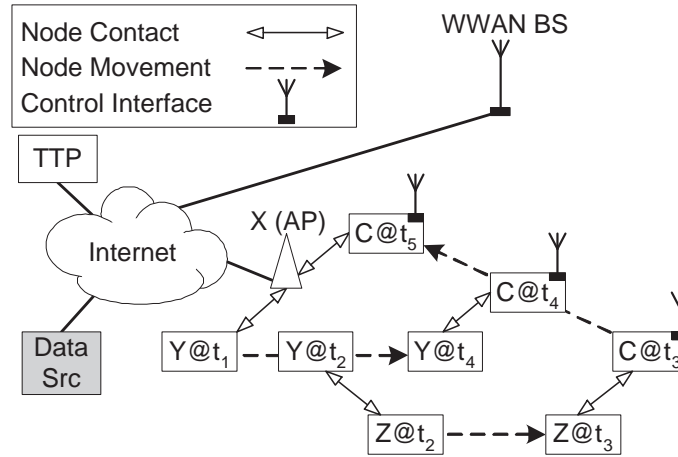 Node Contact
Node Movement
Control Interface
WWAN BS
TTP
Internet
X (AP)
C@t5
C@t4
C@t3
Data
Src
Y@t1
Y@t2
Y@t4
Z@t2
Z@t3